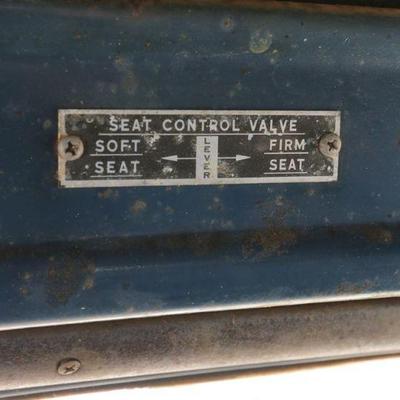 SEAT CONTROL VALVE
SOFT LEVER FIRM
SEAT SEAT